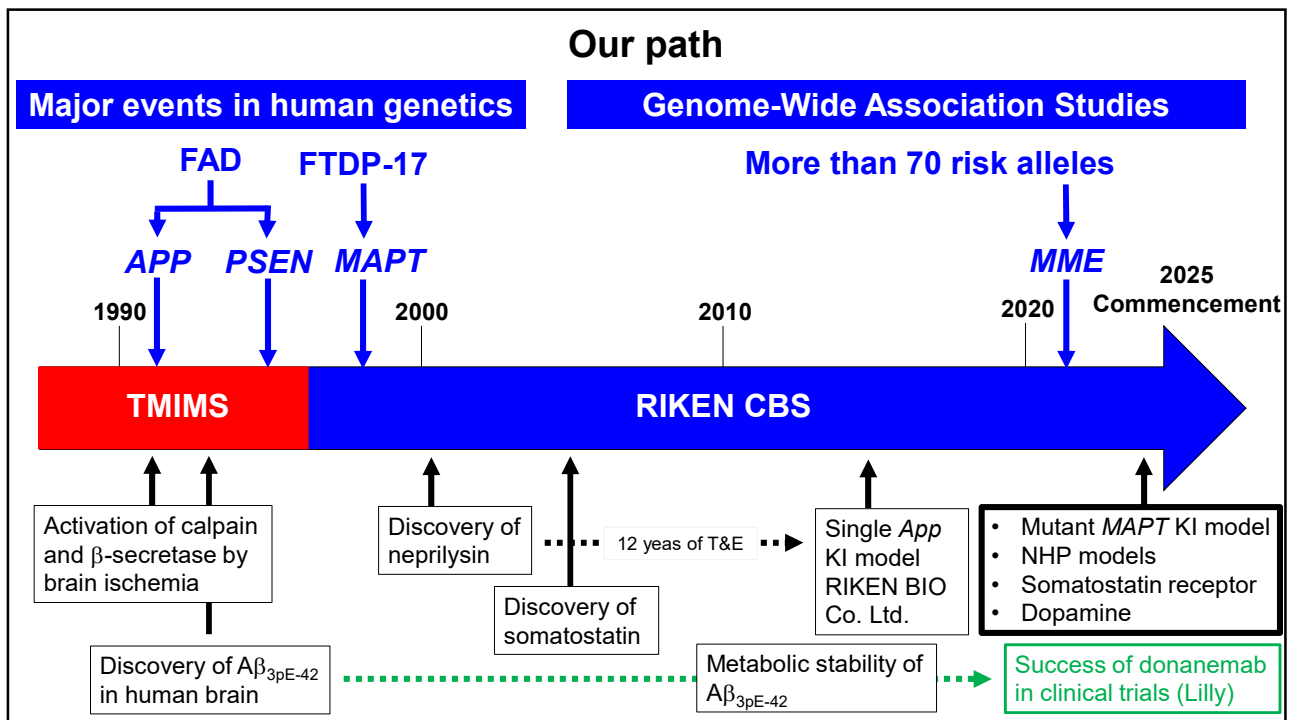 Our path
Major events in human genetics
Genome-Wide Association Studies
FAD
FTDP-17
More than 70 risk alleles
APP
PSEN
MAPT
MME
1990
2000
2010
2020
2025
Commencement
TMIMS
RIKEN CBS
Activation of calpain
and β-secretase by
brain ischemia
Discovery of
neprilysin
12 yeas of T&E
Single App
KI model
RIKEN BIO
Co. Ltd.
• Mutant MAPT KI model
• NHP models
• Somatostatin receptor
• Dopamine
Discovery of
somatostatin
Discovery of Aβ3pE-42
in human brain
Metabolic stability of
Aβ3pE-42
Success of donanemab
in clinical trials (Lilly)